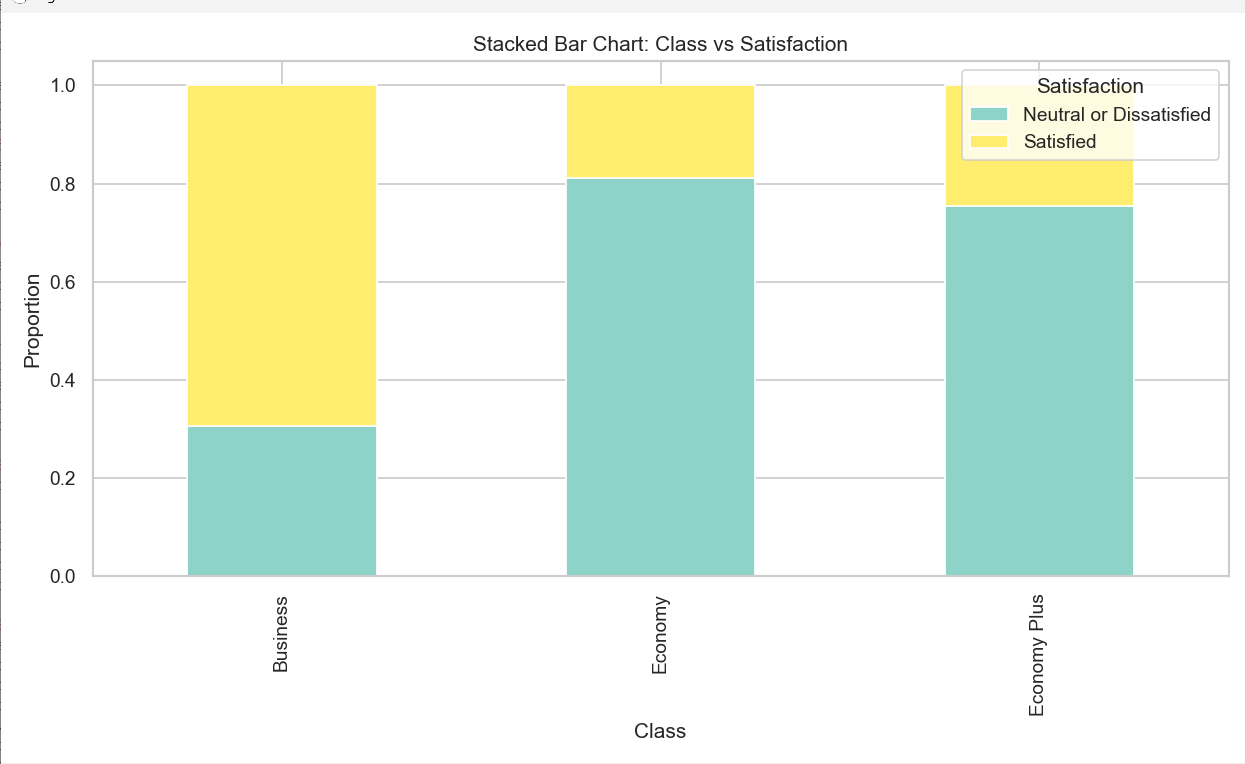 Stacked Bar Chart: Class vs Satisfaction
Satisfaction
Neutral or Dissatisfied
Satisfied
Proportion
1.0
0.8
0.6
0.4
0.2
0.0
Business
Economy
Economy Plus
Class